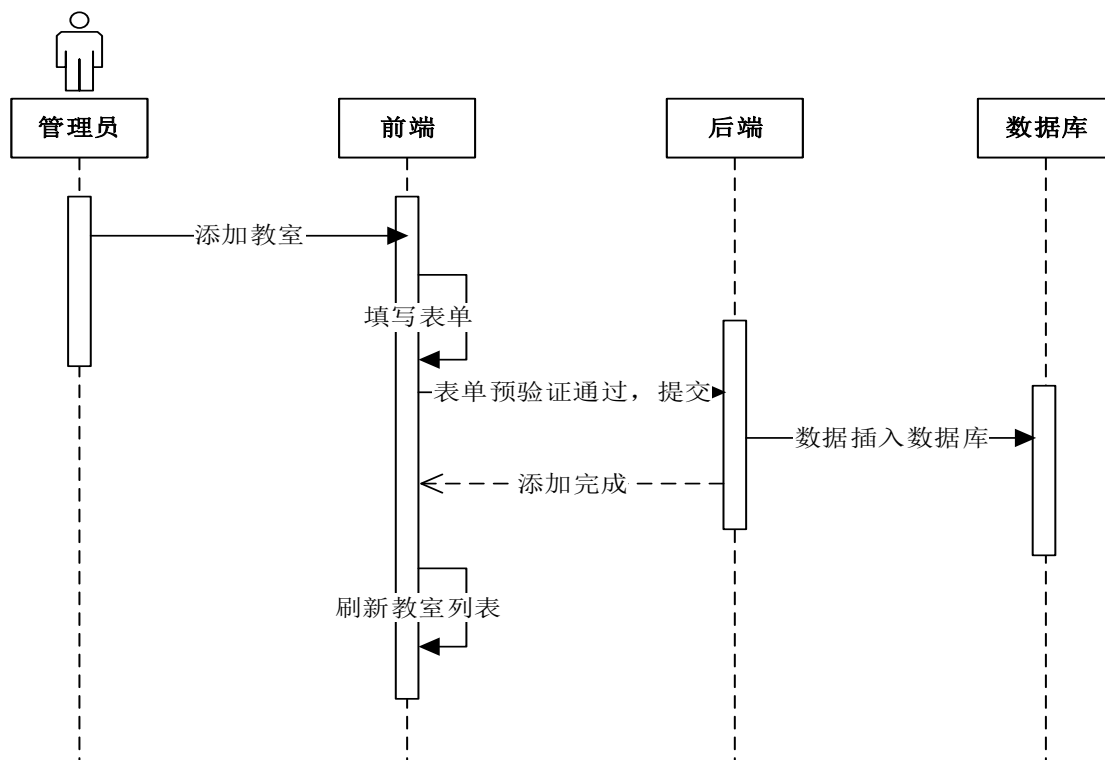 管理员
前端
后端
数据库
添加教室
填写表单
表单预验证通过，提交
数据插入数据库
添加完成
刷新教室列表